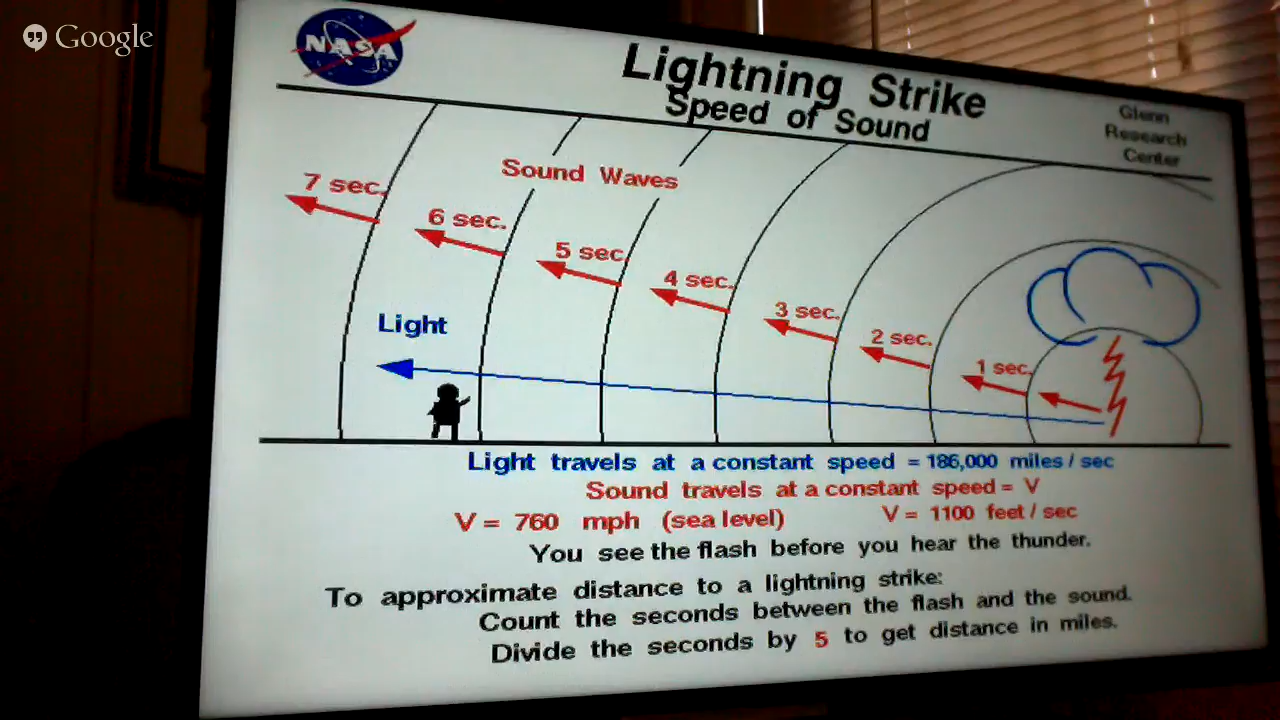 Google
NASA
Lightning Strike
Speed of Sound
Glenn
Research
Center
Sound Waves
7 sec.
6 sec.
5 sec.
4 sec.
3 sec.
2 sec.
1 sec.
Light
Light travels at a constant speed = 186,000 miles / sec
Sound travels at a constant speed = V
V = 760 mph (sea level) V = 1100 feet / sec
You see the flash before you hear the thunder.
To approximate distance to a lightning strike:
Count the seconds between the flash and the sound.
Divide the seconds by 5 to get distance in miles.